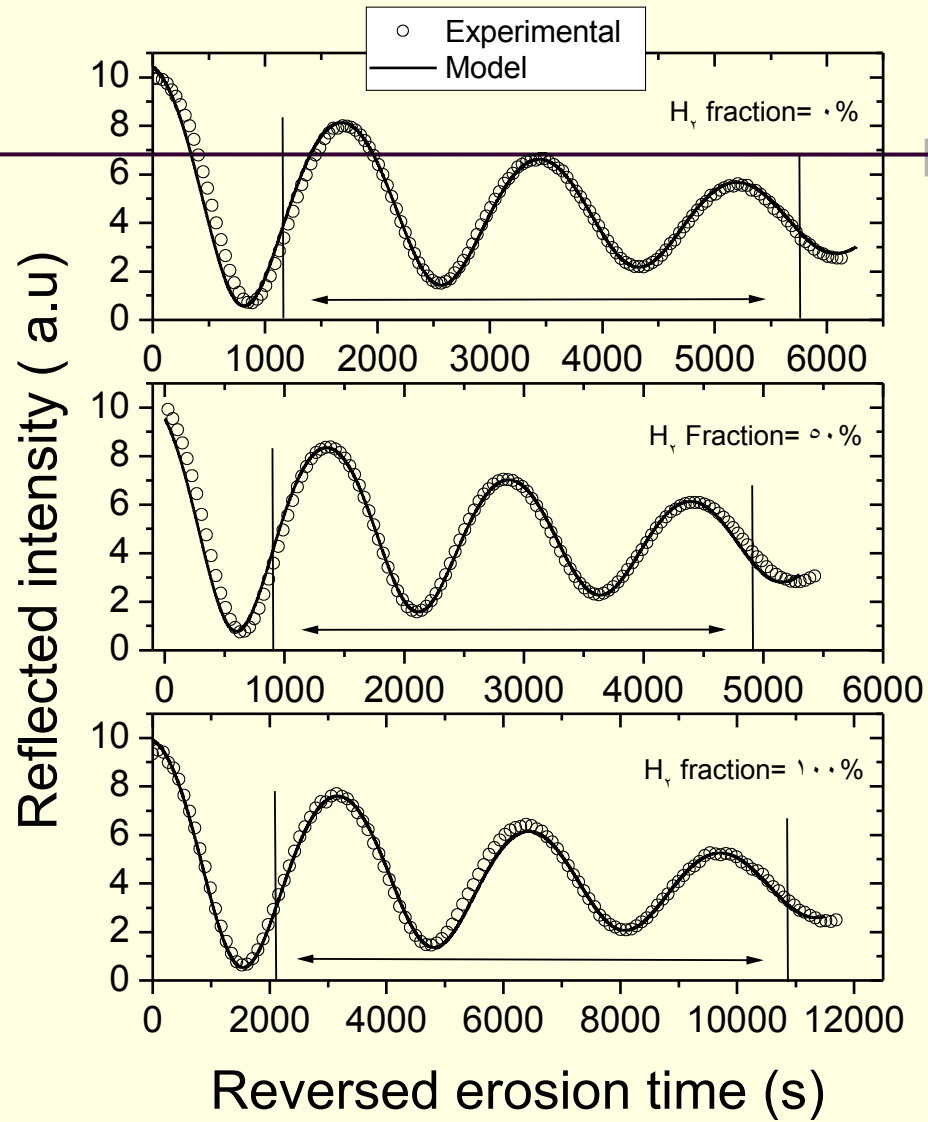 Experimental
Model
Reflected intensity ( a.u)
10
8
6
4
2
0
H٢ fraction= ٠%
0 1000 2000 3000 4000 5000 6000
10
8
6
4
2
0
H٢ Fraction= ٥٠%
0 1000 2000 3000 4000 5000 6000
10
8
6
4
2
0
H٢ fraction= ١٠٠%
0 2000 4000 6000 8000 10000 12000
Reversed erosion time (s)